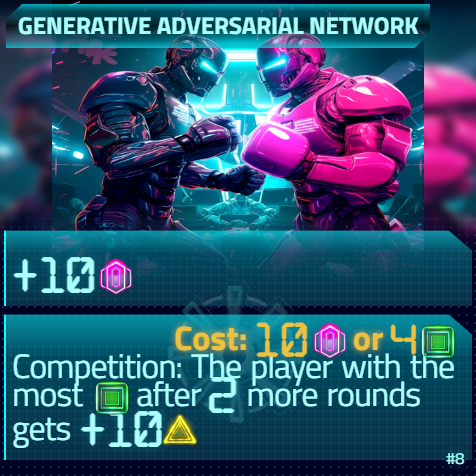 GENERATIVE ADVERSARIAL NETWORK
+10
Cost: 10 or 4
Competition: The player with the
most after 2 more rounds
gets +10
#8